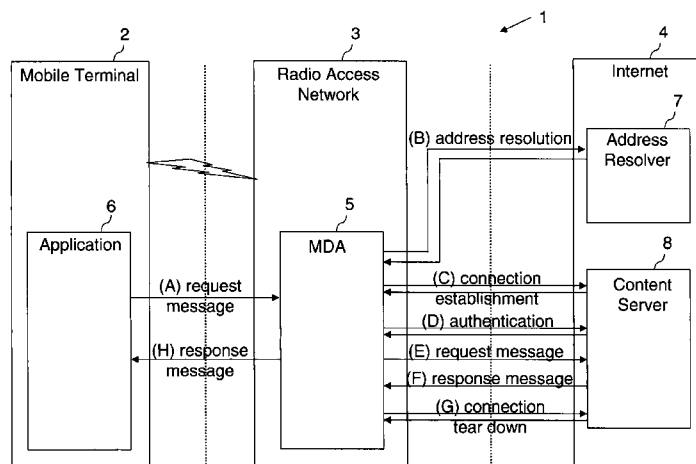 1
2
3
4
Mobile Terminal
Radio Access
Network
Internet
7
(B) address resolution
Address
Resolver
6
5
Application
MDA
8
Content
Server
(A) request
message
(C) connection
establishment
(D) authentication
(H) response
message
(E) request message
(F) response message
(G) connection
tear down